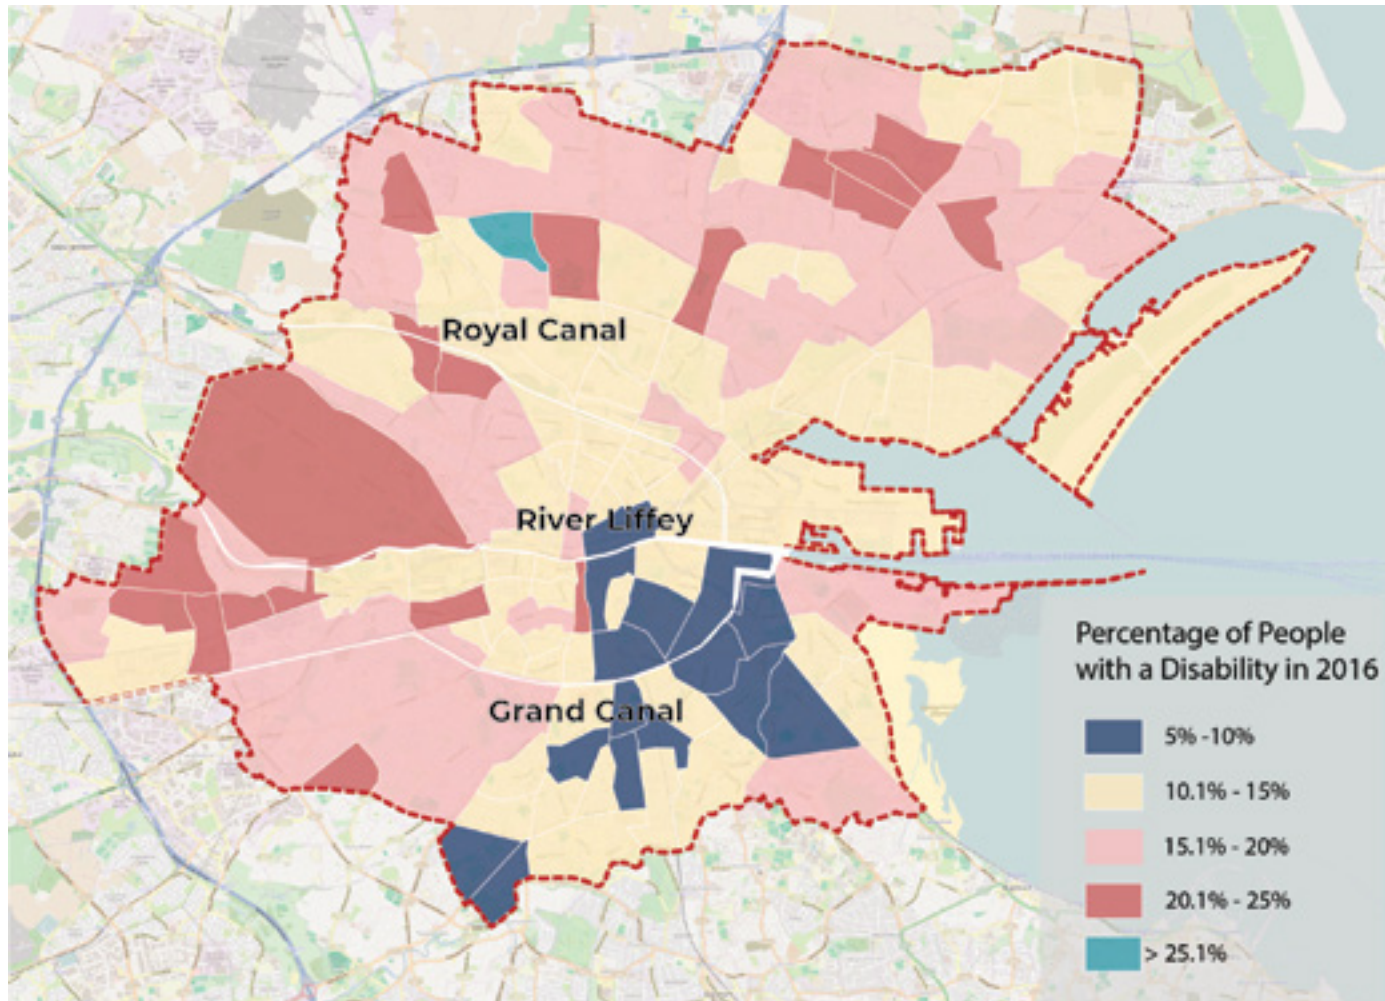 Royal Canal
River Liffey
Grand Canal
Percentage of People
with a Disability in 2016
5% -10%
10.1% - 15%
15.1% - 20%
20.1% - 25%
> 25.1%